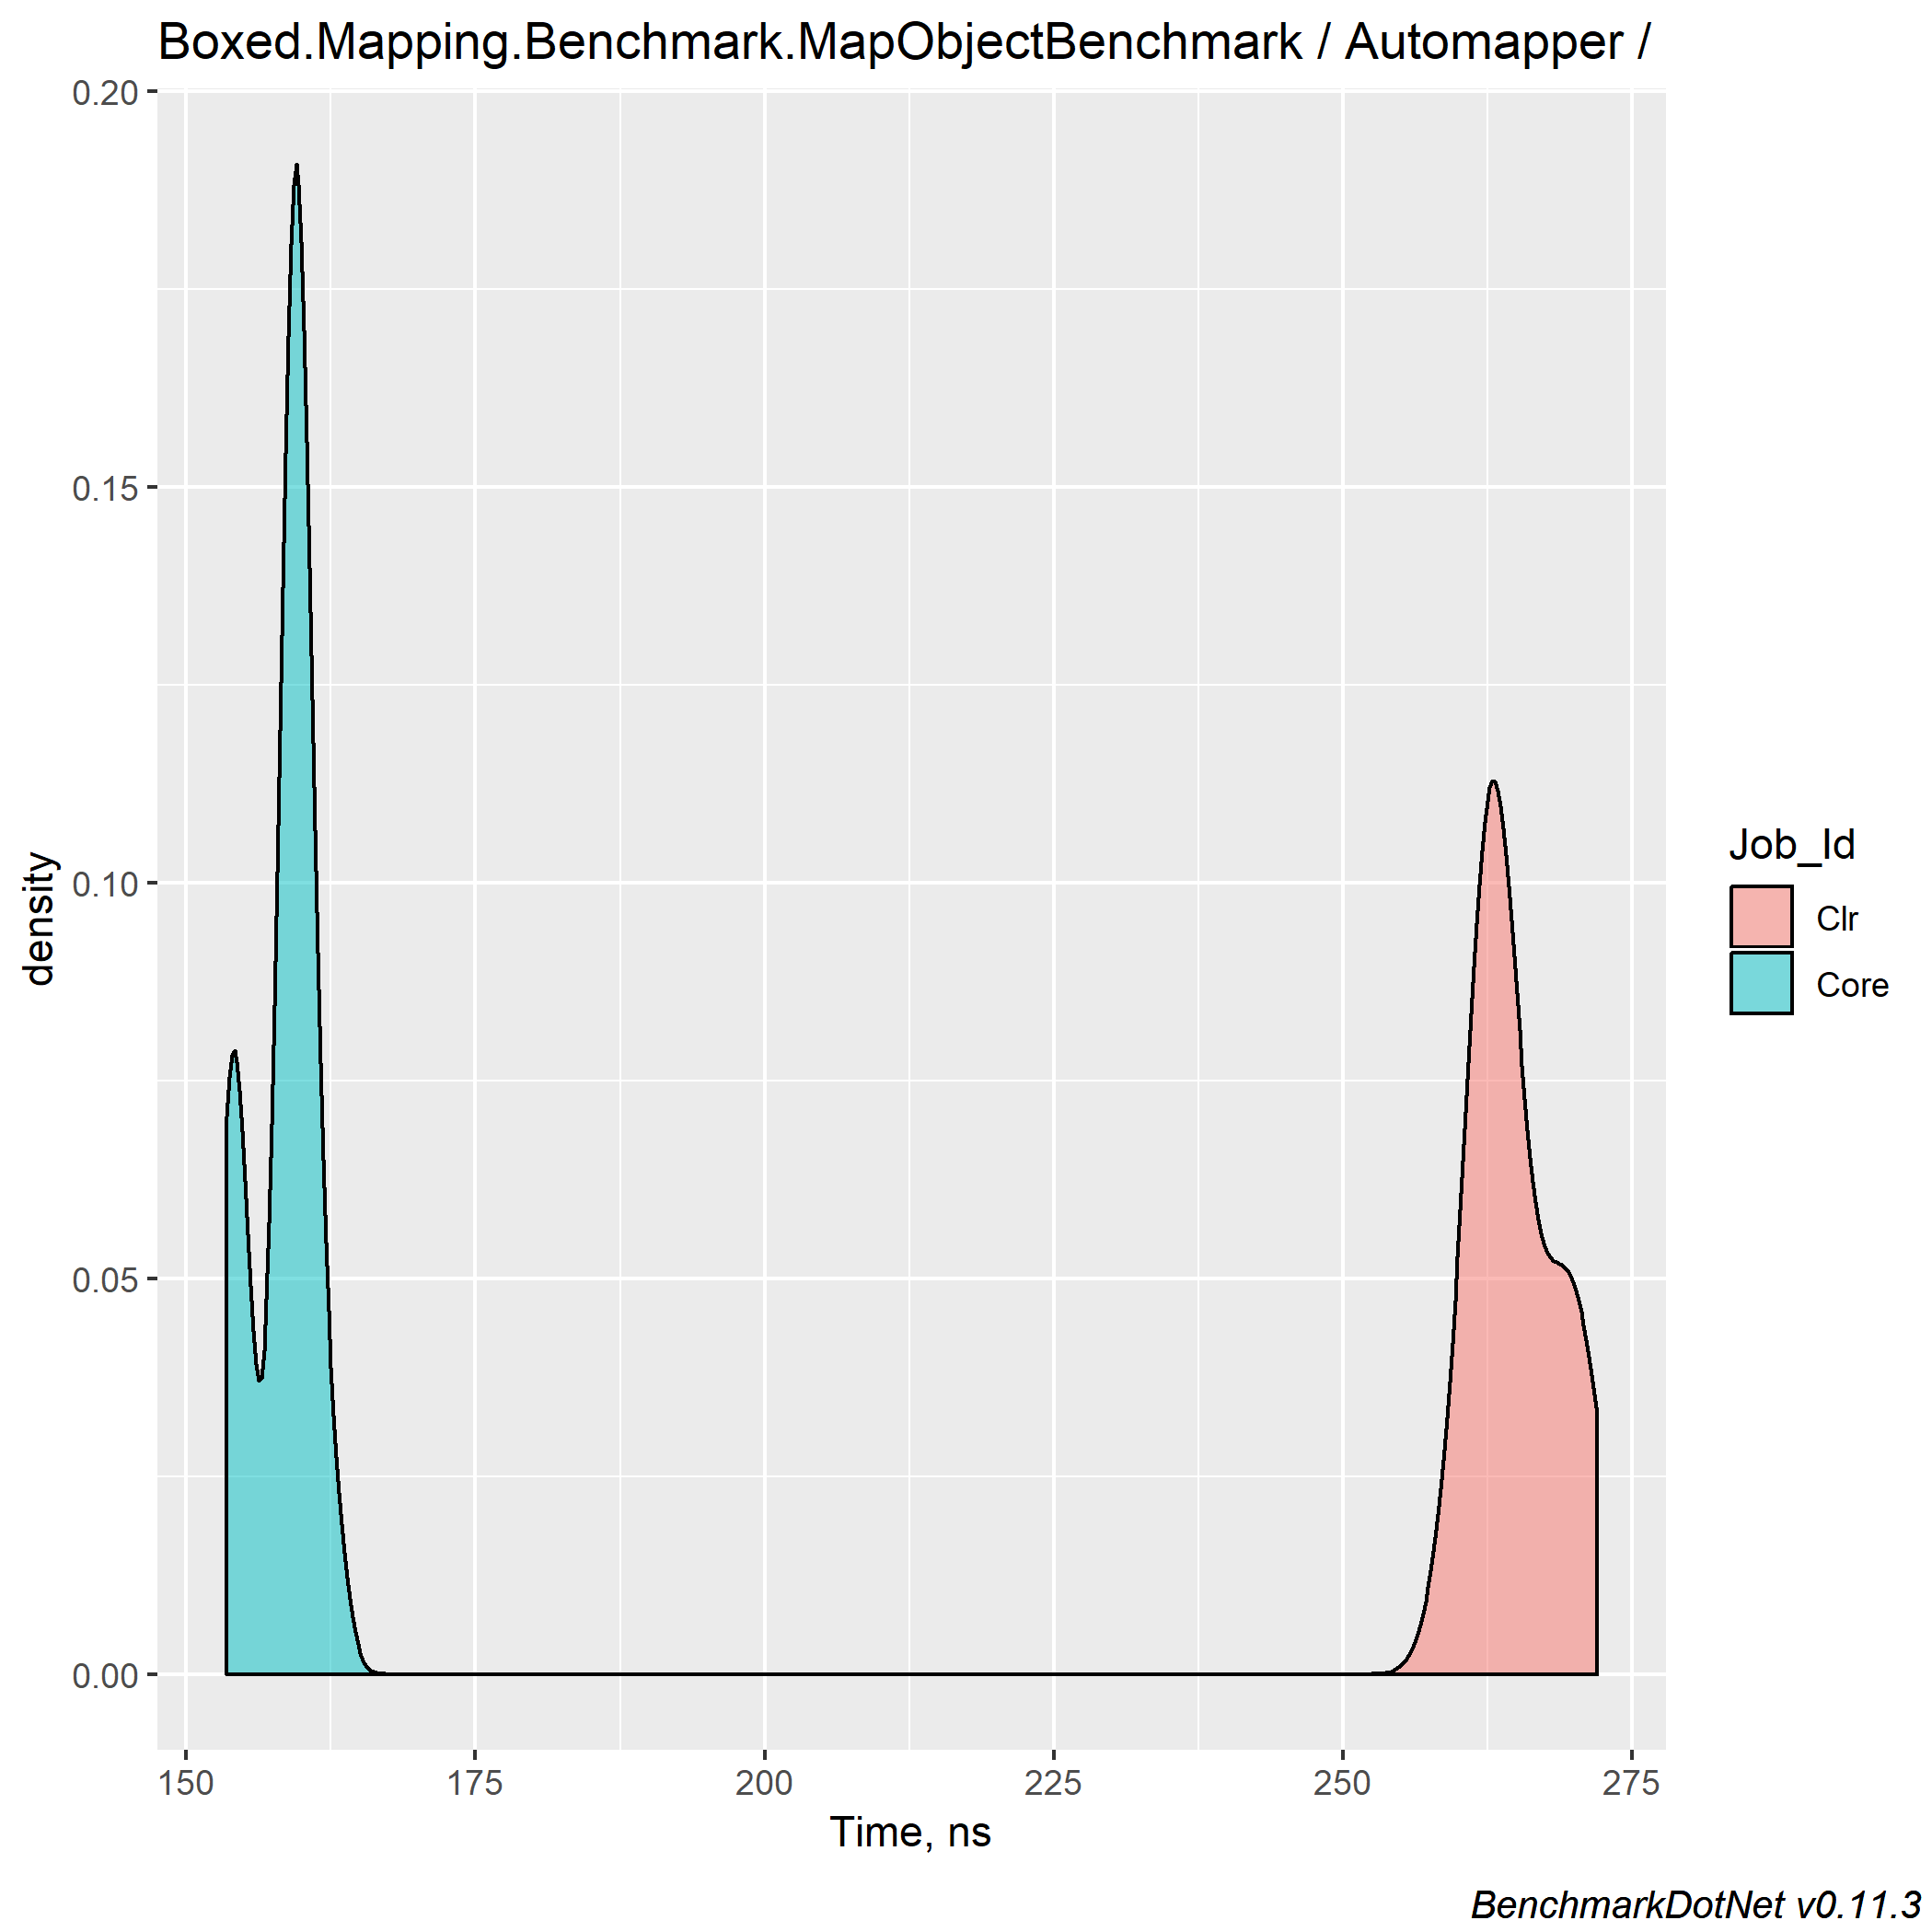 Boxed.Mapping.Benchmark.MapObjectBenchmark / Automapper /
0.20
0.15
0.10
0.05
0.00
density
150 175 200 225 250 275
Time, ns
Job_Id
Clr
Core
BenchmarkDotNet v0.11.3